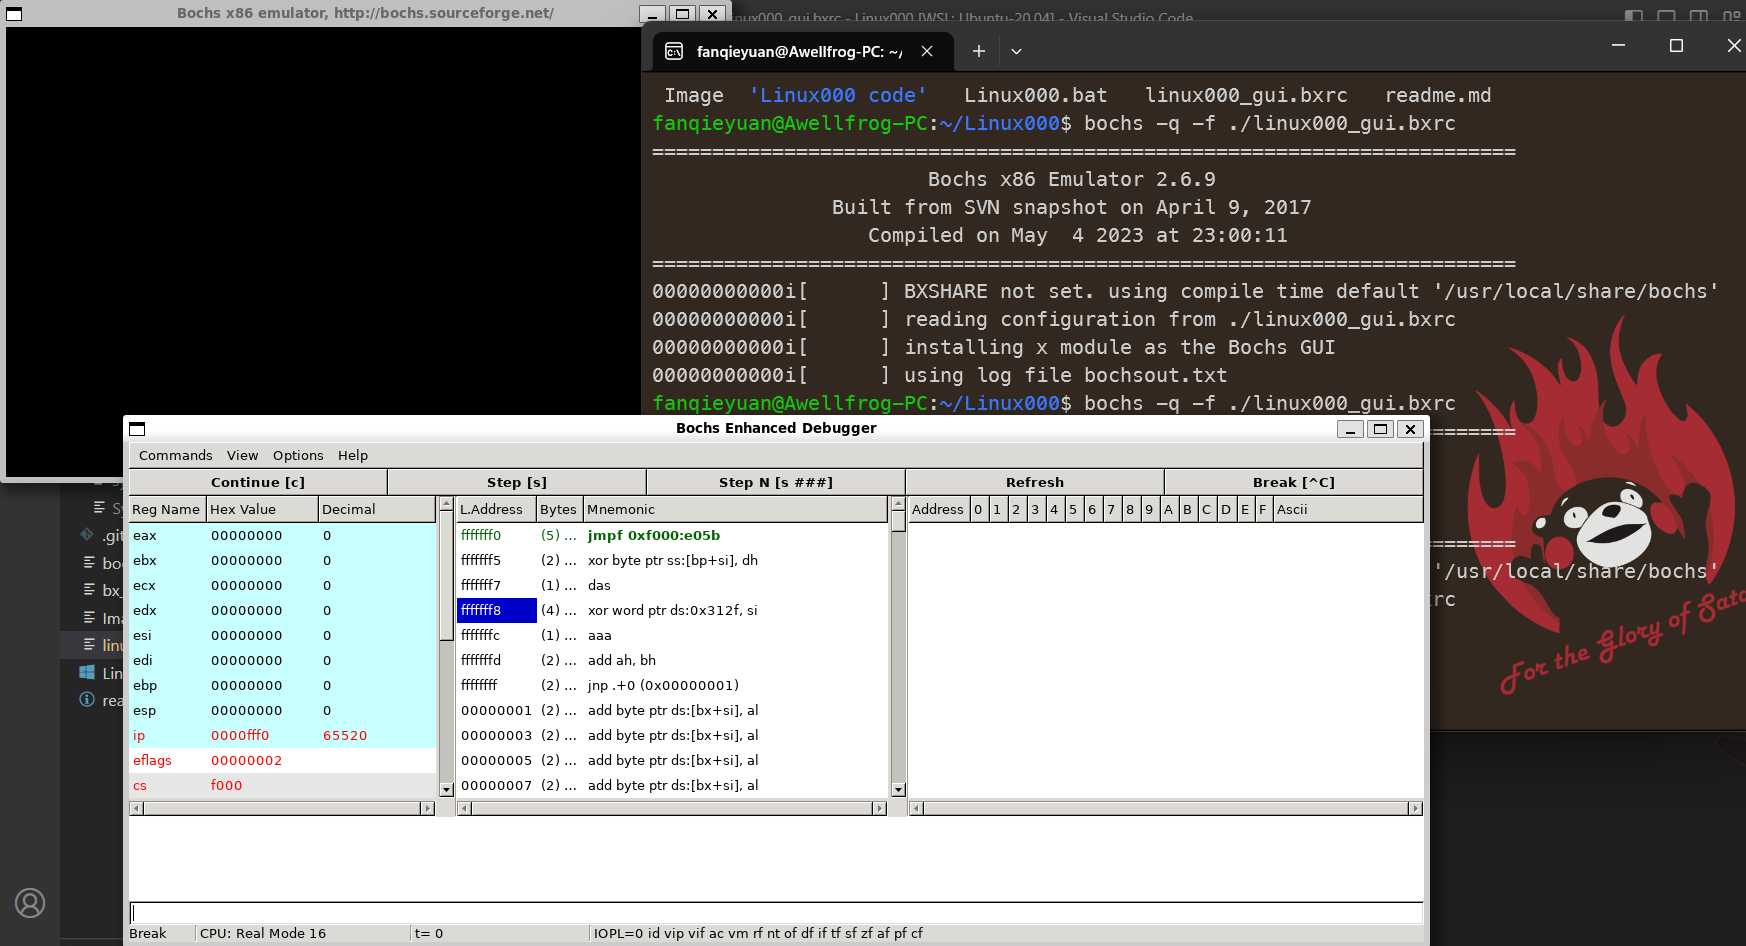 Bochs x86 emulator, http://bochs.sourceforge.net/
nux000_gui.bxrc - Linux000 [WSL: Ubuntu-20.04] - Visual Studio Code
fanqieyuan@Awellfrog-PC: ~/
Image 'Linux000 code' Linux000.bat linux000_gui.bxrc readme.md
fanqieyuan@Awellfrog-PC:~/Linux000$ bochs -q -f ./linux000_gui.bxrc
========================================================================
Bochs x86 Emulator 2.6.9
Built from SVN snapshot on April 9, 2017
Compiled on May  4 2023 at 23:00:11
========================================================================
00000000000i[      ] BXSHARE not set. using compile time default '/usr/local/share/bochs'
00000000000i[      ] reading configuration from ./linux000_gui.bxrc
00000000000i[      ] installing x module as the Bochs GUI
00000000000i[      ] using log file bochsout.txt
fanqieyuan@Awellfrog-PC:~/Linux000$ bochs -q -f ./linux000_gui.bxrc
=======
=======
'/usr/local/share/bochs'
rc
For the Glory of Sata
Sy
.git
boc
bx_
Ima
linu
Lin
rea
Bochs Enhanced Debugger
Commands View Options Help
Continue [c] Step [s] Step N [s ###] Refresh Break [^C]
Reg Name Hex Value Decimal
eax 00000000 0
ebx 00000000 0
ecx 00000000 0
edx 00000000 0
esi 00000000 0
edi 00000000 0
ebp 00000000 0
esp 00000000 0
ip 0000fff0 65520
eflags 00000002
cs f000
L.Address Bytes Mnemonic
fffffff0 (5) ... jmpf 0xf000:e05b
fffffff5 (2) ... xor byte ptr ss:[bp+si], dh
fffffff7 (1) ... das
fffffff8 (4) ... xor word ptr ds:0x312f, si
fffffffc (1) ... aaa
fffffffd (2) ... add ah, bh
ffffffff (2) ... jnp .+0 (0x00000001)
00000001 (2) ... add byte ptr ds:[bx+si], al
00000003 (2) ... add byte ptr ds:[bx+si], al
00000005 (2) ... add byte ptr ds:[bx+si], al
00000007 (2) ... add byte ptr ds:[bx+si], al
Address 0 1 2 3 4 5 6 7 8 9 A B C D E F Ascii
Break CPU: Real Mode 16 t= 0 IOPL=0 id vip vif ac vm rf nt of df if tf sf zf af pf cf